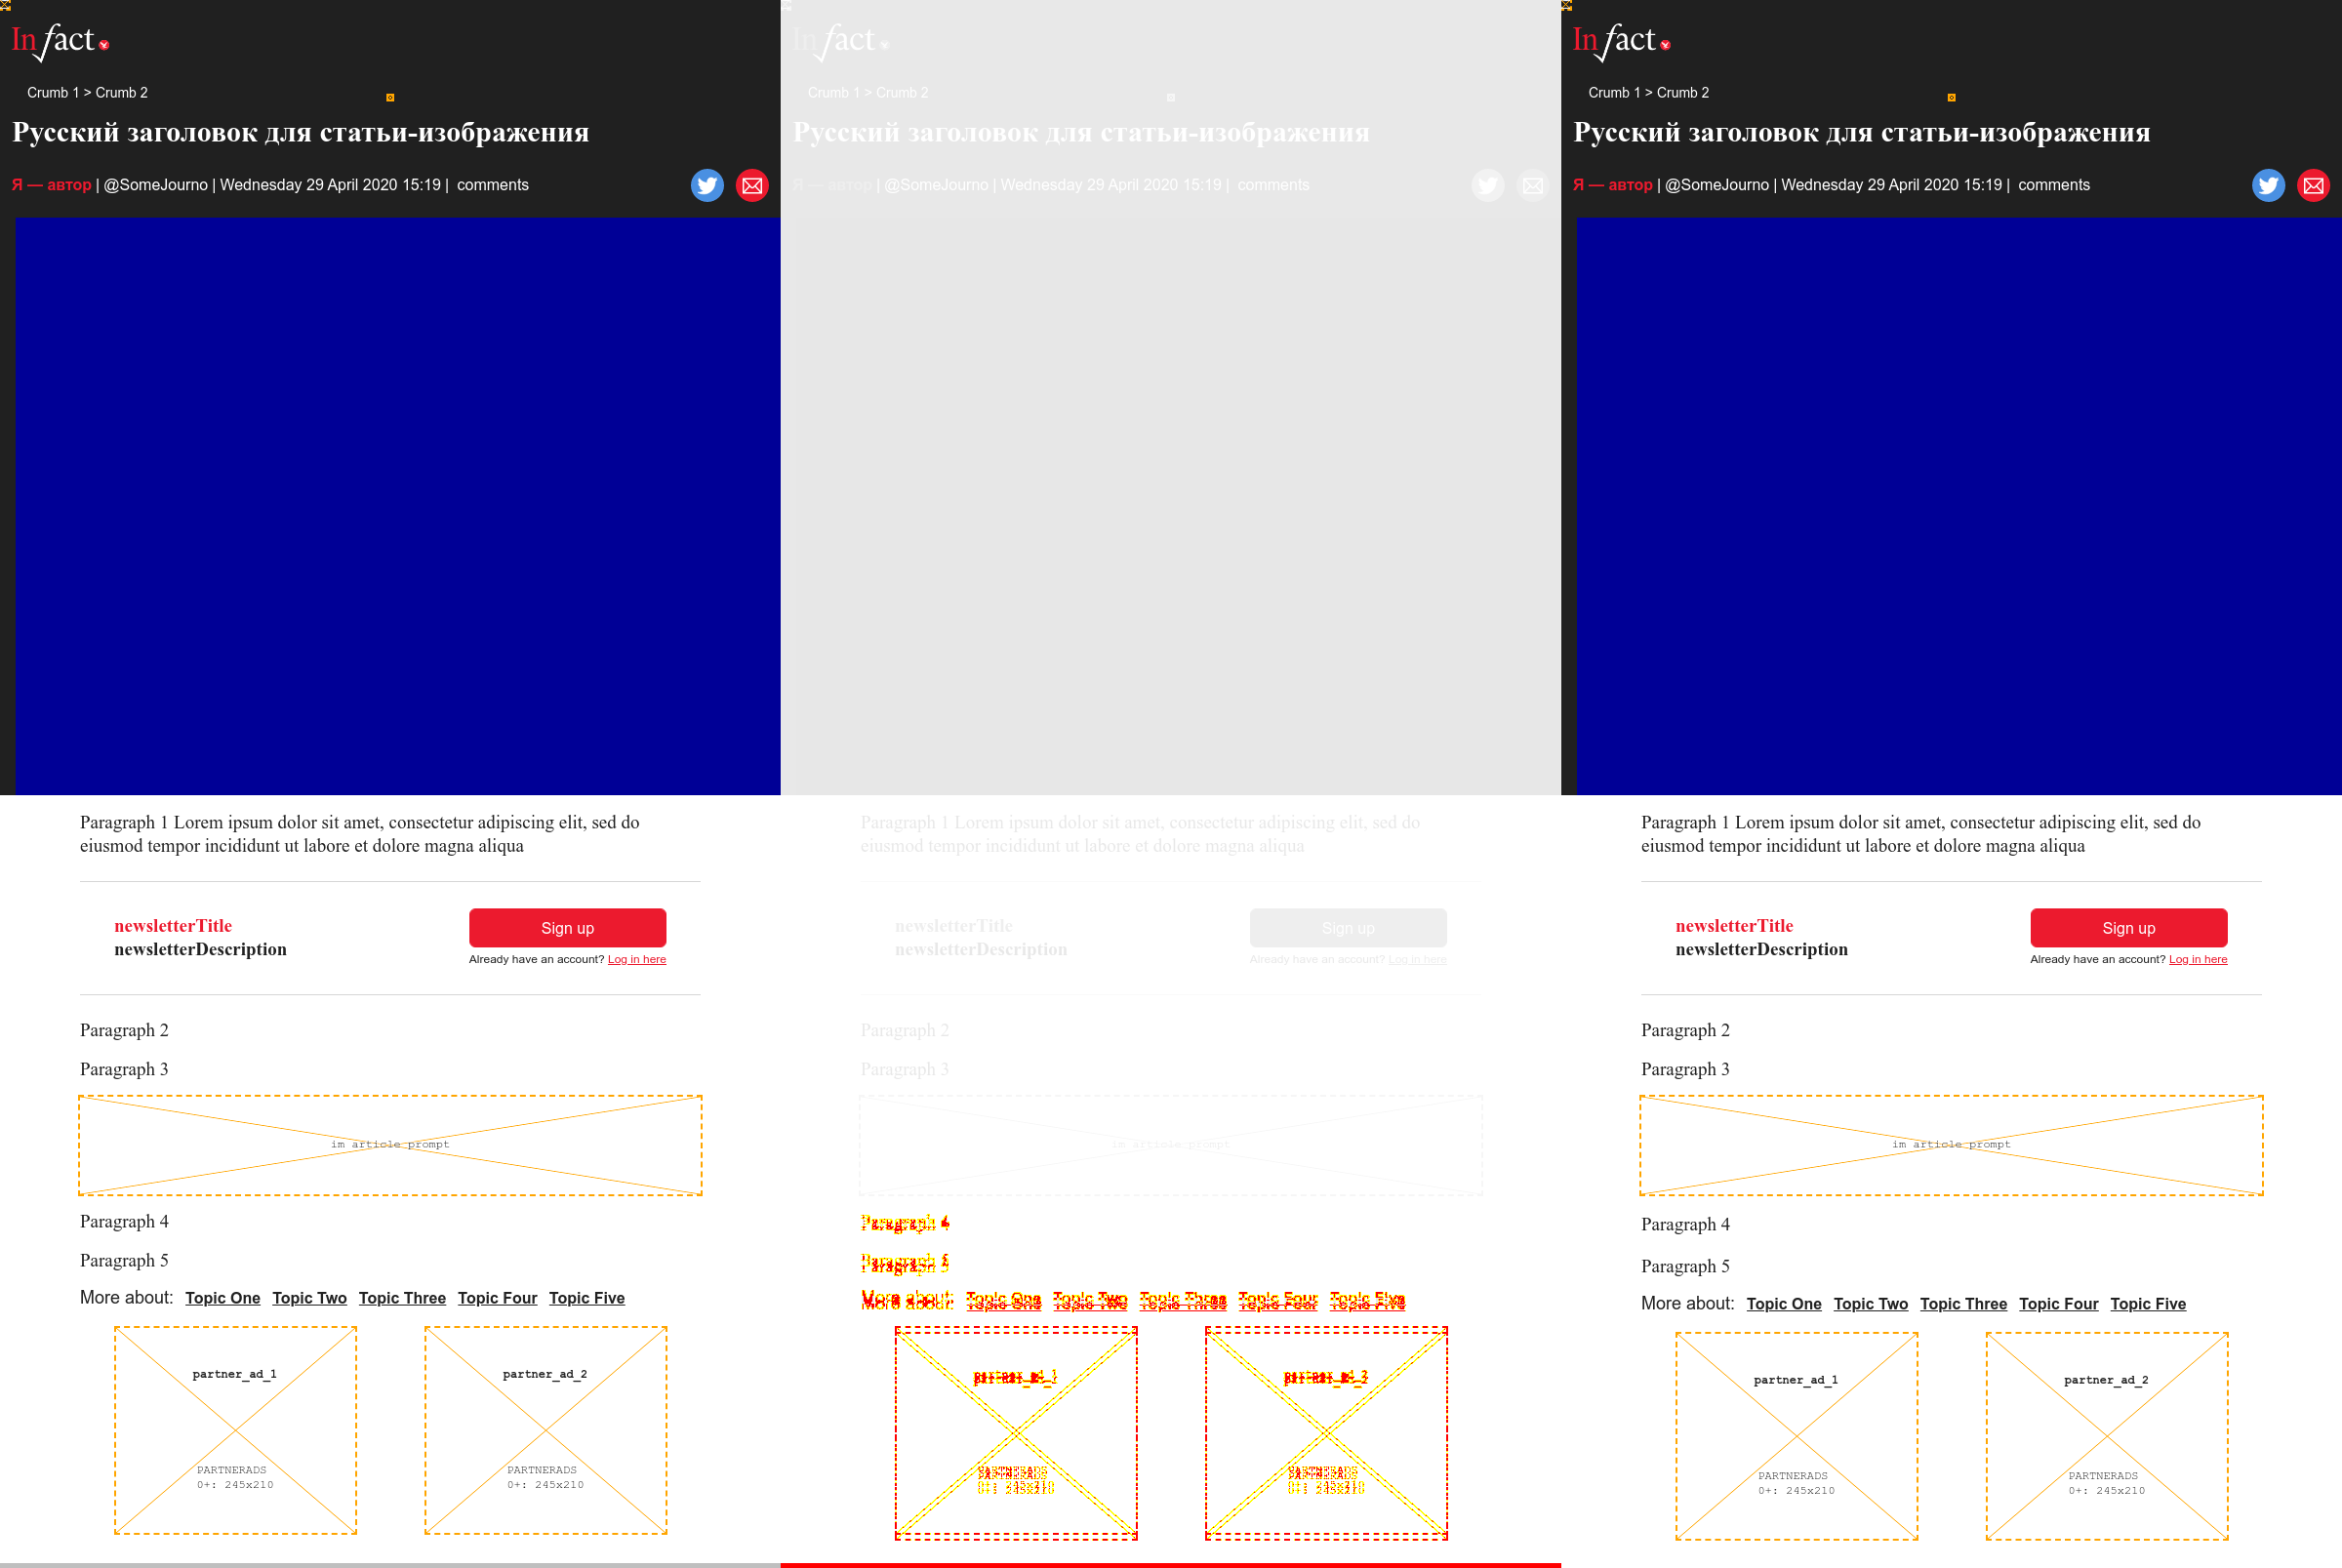 In fact.
Crumb 1 > Crumb 2
Русский заголовок для статьи-изображения
Я — автор | @SomeJourno | Wednesday 29 April 2020 15:19 | comments
Paragraph 1 Lorem ipsum dolor sit amet, consectetur adipiscing elit, sed do
eiusmod tempor incididunt ut labore et dolore magna aliqua
newsletterTitle
newsletterDescription
Sign up
Already have an account? Log in here
Paragraph 2
Paragraph 3
im article prompt
Paragraph 4
Paragraph 5
More about: Topic One Topic Two Topic Three Topic Four Topic Five
partner_ad_1
PARTNERADS
0+: 245x210
partner_ad_2
PARTNERADS
0+: 245x210
In fact.
Crumb 1 > Crumb 2
Русский заголовок для статьи-изображения
Я — автор | @SomeJourno | Wednesday 29 April 2020 15:19 | comments
Paragraph 1 Lorem ipsum dolor sit amet, consectetur adipiscing elit, sed do
eiusmod tempor incididunt ut labore et dolore magna aliqua
newsletterTitle
newsletterDescription
Sign up
Already have an account? Log in here
Paragraph 2
Paragraph 3
im article prompt
Paragraph 4
Paragraph 5
More about: Topic One Topic Two Topic Three Topic Four Topic Five
partner_ad_1
partner_ad_2
In fact.
Crumb 1 > Crumb 2
Русский заголовок для статьи-изображения
Я — автор | @SomeJourno | Wednesday 29 April 2020 15:19 | comments
Paragraph 1 Lorem ipsum dolor sit amet, consectetur adipiscing elit, sed do
eiusmod tempor incididunt ut labore et dolore magna aliqua
newsletterTitle
newsletterDescription
Sign up
Already have an account? Log in here
Paragraph 2
Paragraph 3
im article prompt
Paragraph 4
Paragraph 5
More about: Topic One Topic Two Topic Three Topic Four Topic Five
partner_ad_1
PARTNERADS
0+: 245x210
partner_ad_2
PARTNERADS
0+: 245x210